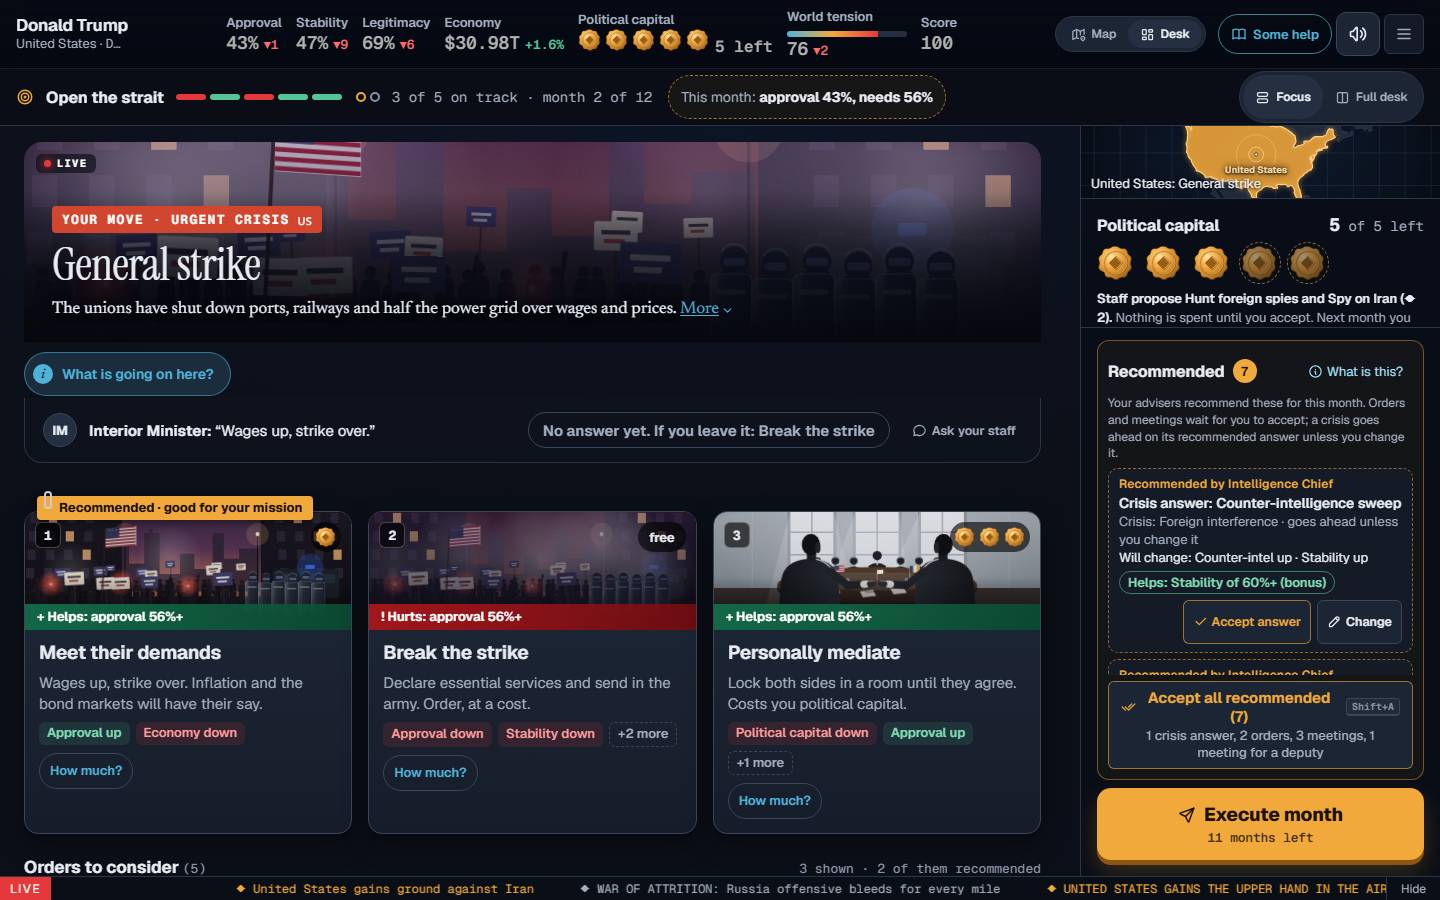 Donald Trump
United States · D...
Approval
43% ▾1
Stability
47% ▾9
Legitimacy
69% ▾6
Economy
$30.98T +1.6%
Political capital
5 left
World tension
76 ▾2
Score
100
Map
Desk
Some help
Open the strait
3 of 5 on track · month 2 of 12
This month: approval 43%, needs 56%
Focus
Full desk
LIVE
YOUR MOVE · URGENT CRISIS US
General strike
The unions have shut down ports, railways and half the power grid over wages and prices. More
What is going on here?
IM
Interior Minister: “Wages up, strike over.”
No answer yet. If you leave it: Break the strike
Ask your staff
Recommended · good for your mission
1
+ Helps: approval 56%+
Meet their demands
Wages up, strike over. Inflation and the
bond markets will have their say.
Approval up
Economy down
How much?
2
free
! Hurts: approval 56%+
Break the strike
Declare essential services and send in the
army. Order, at a cost.
Approval down
Stability down
+2 more
How much?
3
+ Helps: approval 56%+
Personally mediate
Lock both sides in a room until they agree.
Costs you political capital.
Political capital down
Approval up
+1 more
How much?
Orders to consider (5)
3 shown · 2 of them recommended
United States
United States: General strike
Political capital
5 of 5 left
Staff propose Hunt foreign spies and Spy on Iran (
2). Nothing is spent until you accept. Next month you
Recommended 7
What is this?
Your advisers recommend these for this month. Orders
and meetings wait for you to accept; a crisis goes
ahead on its recommended answer unless you change
it.
Recommended by Intelligence Chief
Crisis answer: Counter-intelligence sweep
Crisis: Foreign interference · goes ahead unless
you change it
Will change: Counter-intel up · Stability up
Helps: Stability of 60%+ (bonus)
Accept answer
Change
Recommended by Intelligence Chief
Accept all recommended
(7)
Shift+A
1 crisis answer, 2 orders, 3 meetings, 1
meeting for a deputy
Execute month
11 months left
LIVE
◆ United States gains ground against Iran
◆ WAR OF ATTRITION: Russia offensive bleeds for every mile
◆ UNITED STATES GAINS THE UPPER HAND IN THE AIR
Hide